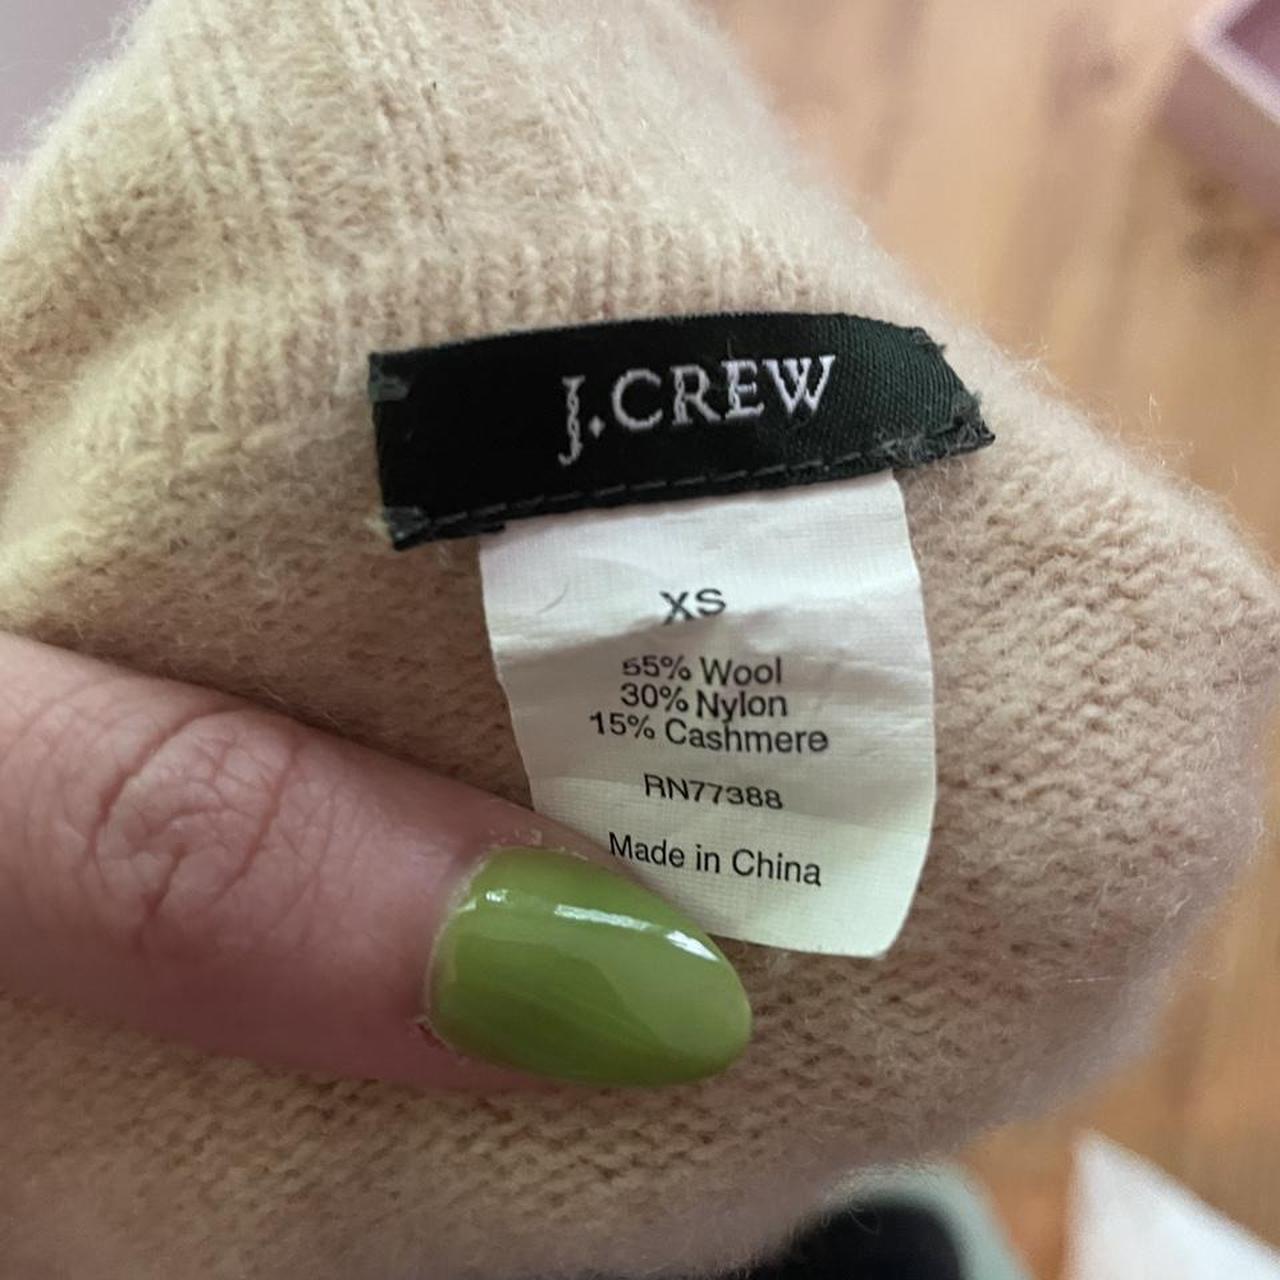 J.CREW
XS
55% Wool
30% Nylon
15% Cashmere
RN77388
Made in China